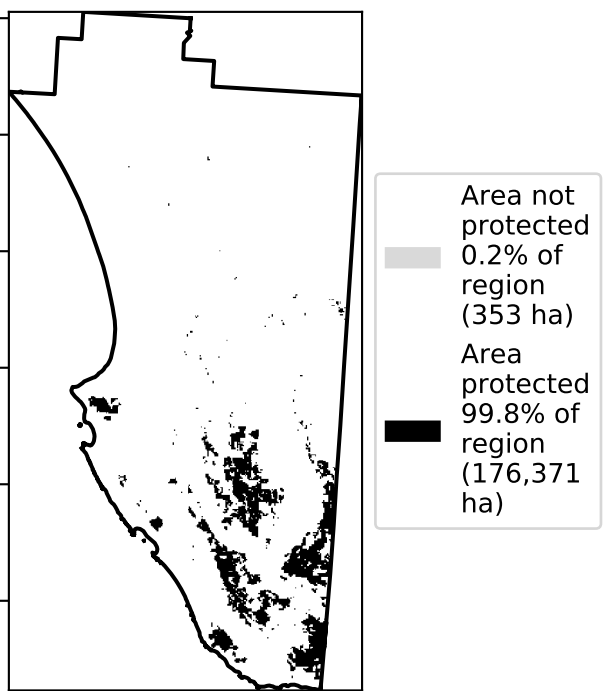 Area not
protected
0.2% of
region
(353 ha)
Area
protected
99.8% of
region
(176,371
ha)